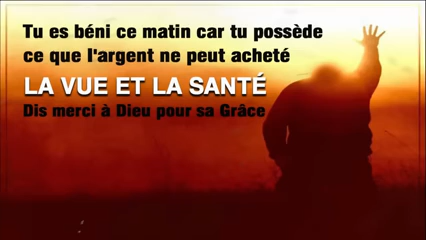 Tu es béni ce matin car tu possède
ce que l'argent ne peut acheté
LA VUE ET LA SANTÉ
Dis merci à Dieu pour sa Grâce